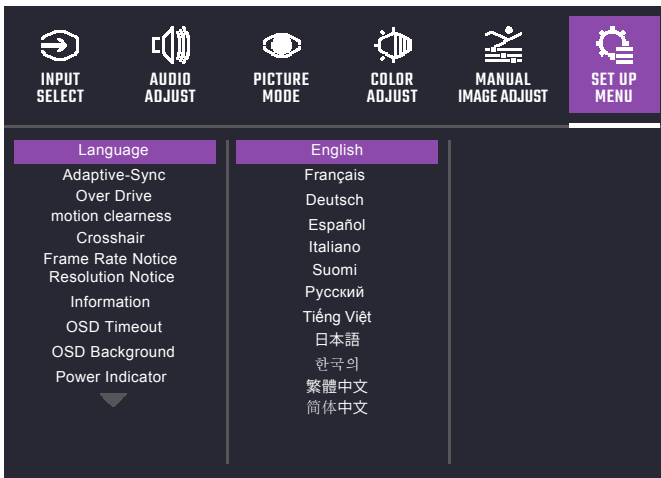 INPUT
SELECT
AUDIO
ADJUST
PICTURE
MODE
COLOR
ADJUST
MANUAL
IMAGE ADJUST
SET UP
MENU
Language
Adaptive-Sync
Over Drive
motion clearness
Crosshair
Frame Rate Notice
Resolution Notice
Information
OSD Timeout
OSD Background
Power Indicator
English
Français
Deutsch
Español
Italiano
Suomi
Русский
Tiếng Việt
日本語
한국의
繁體中文
简体中文